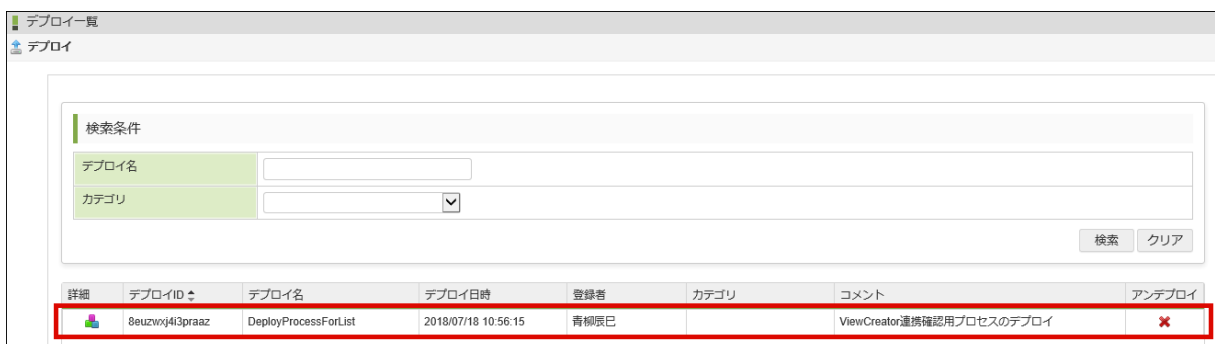 デプロイ一覧
デプロイ
検索条件
デプロイ名
カテゴリ
検索 クリア
詳細 デプロイID デプロイ名 デプロイ日時 登録者 カテゴリ コメント アンデプロイ
8euzwxj4i3praaz DeployProcessForList 2018/07/18 10:56:15 青柳辰巳 ViewCreator連携確認用プロセスのデプロイ